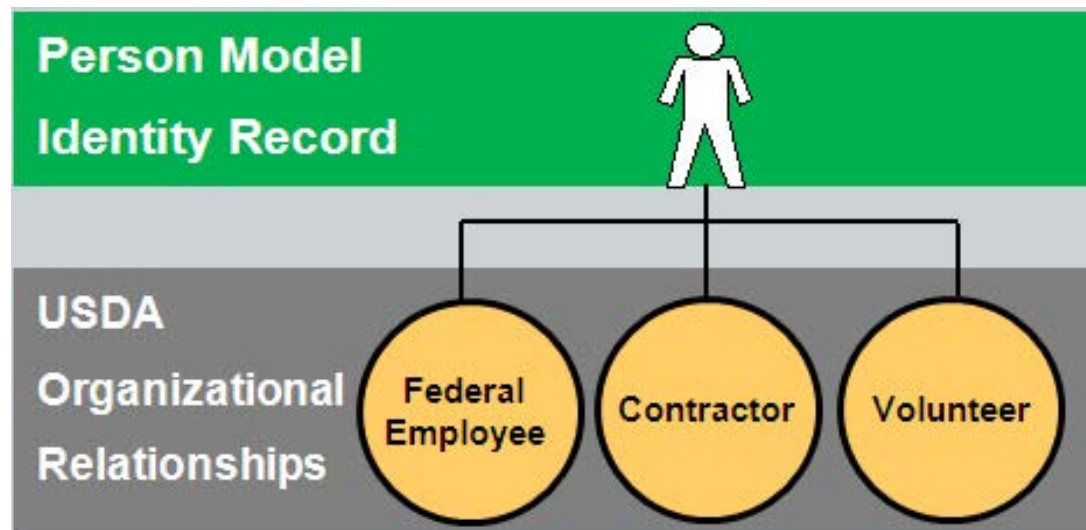 Person Model
Identity Record
USDA
Organizational
Relationships
Federal
Employee
Contractor
Volunteer